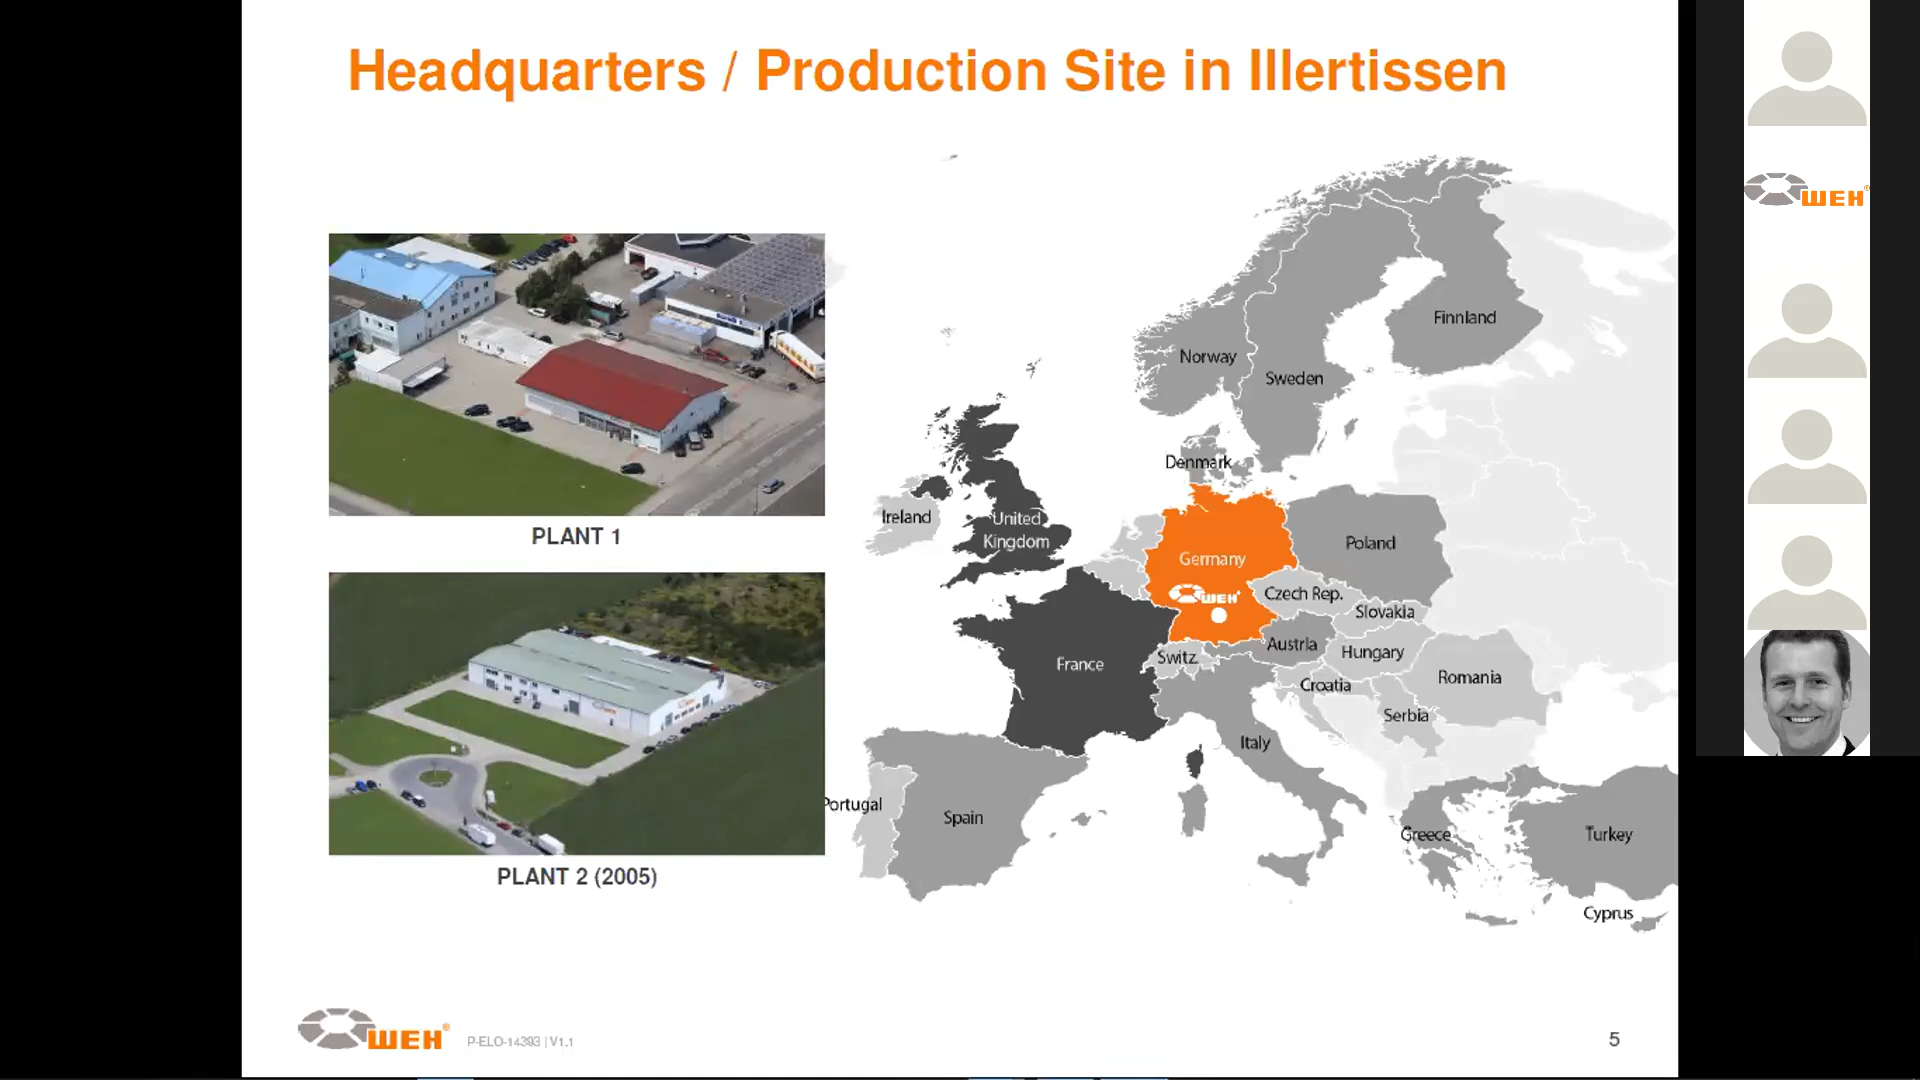 Headquarters / Production Site in Illertissen
WEH®
PLANT 1
PLANT 2 (2005)
Finnland
Norway
Sweden
Denmark
Ireland
United
Kingdom
Germany
WEH®
Poland
Czech Rep.
Slovakia
Austria
Hungary
Switz.
France
Croatia
Romania
Serbia
Italy
Portugal
Spain
Greece
Turkey
Cyprus
WEH®
P-ELO-14393 | V1.1
5